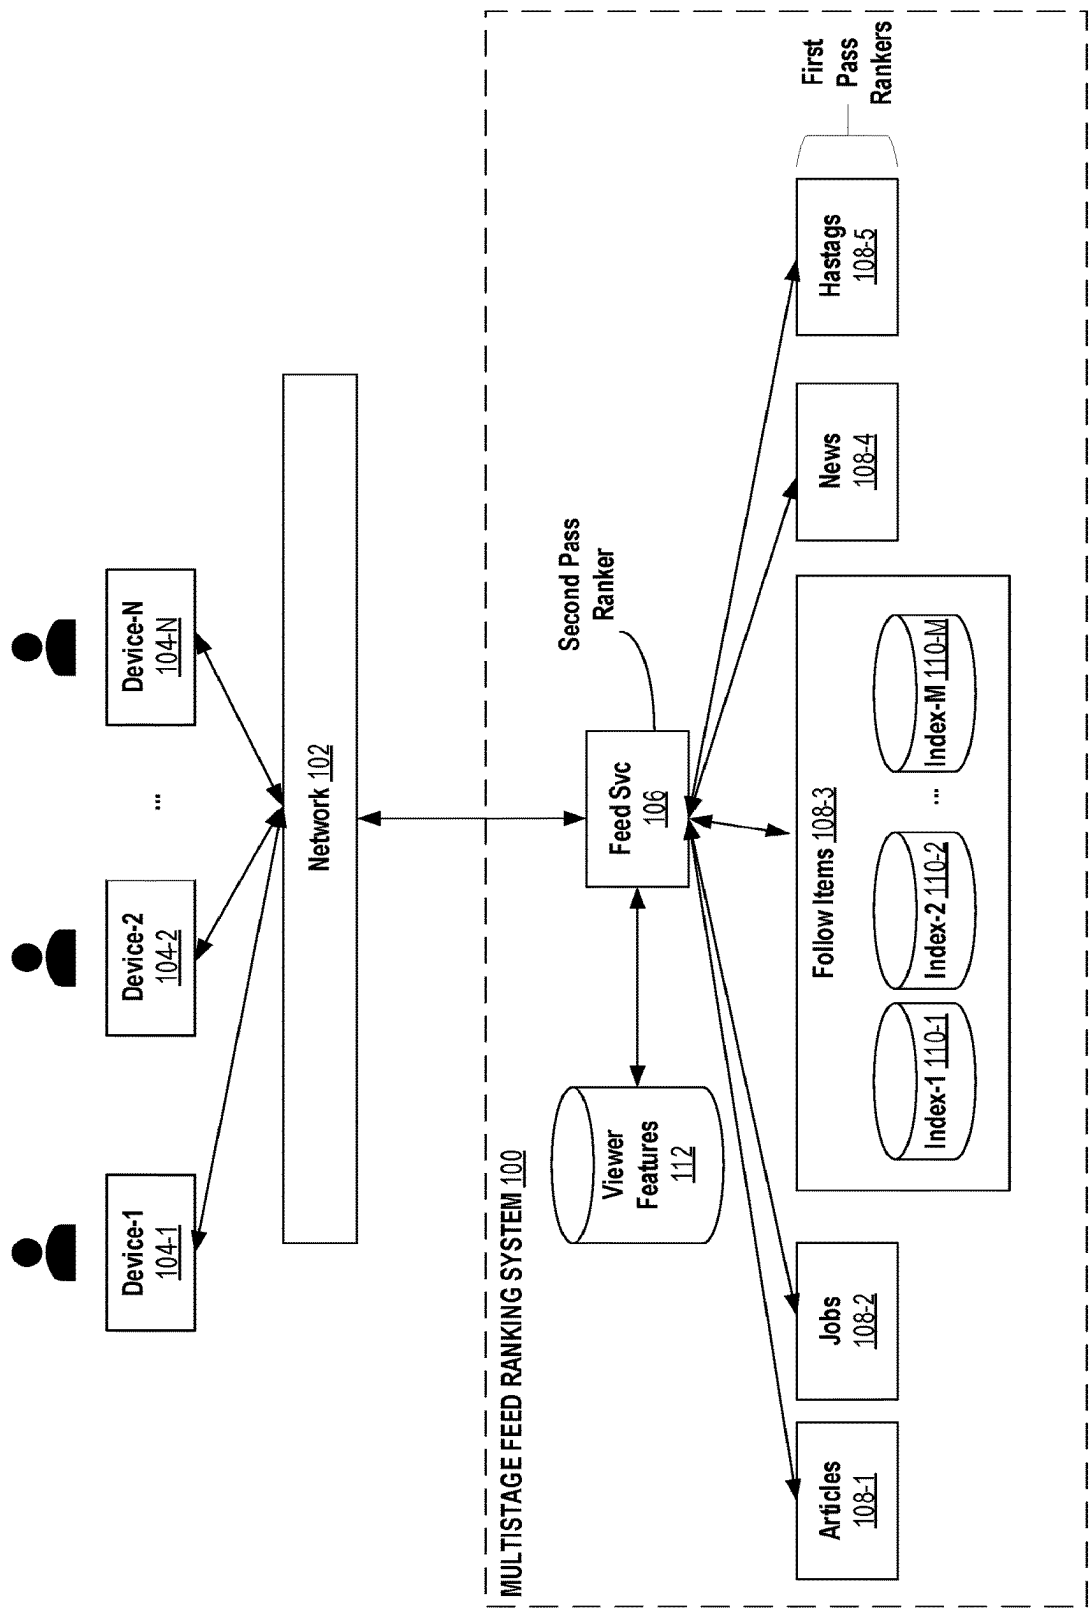 Device-1
104-1
Device-2
104-2
...
Device-N
104-N
Network 102
MULTISTAGE FEED RANKING SYSTEM 100
Viewer
Features
112
Feed Svc
106
Second Pass
Ranker
Articles
108-1
Jobs
108-2
Follow Items 108-3
Index-1 110-1
Index-2 110-2
...
Index-M 110-M
News
108-4
Hastags
108-5
First
Pass
Rankers